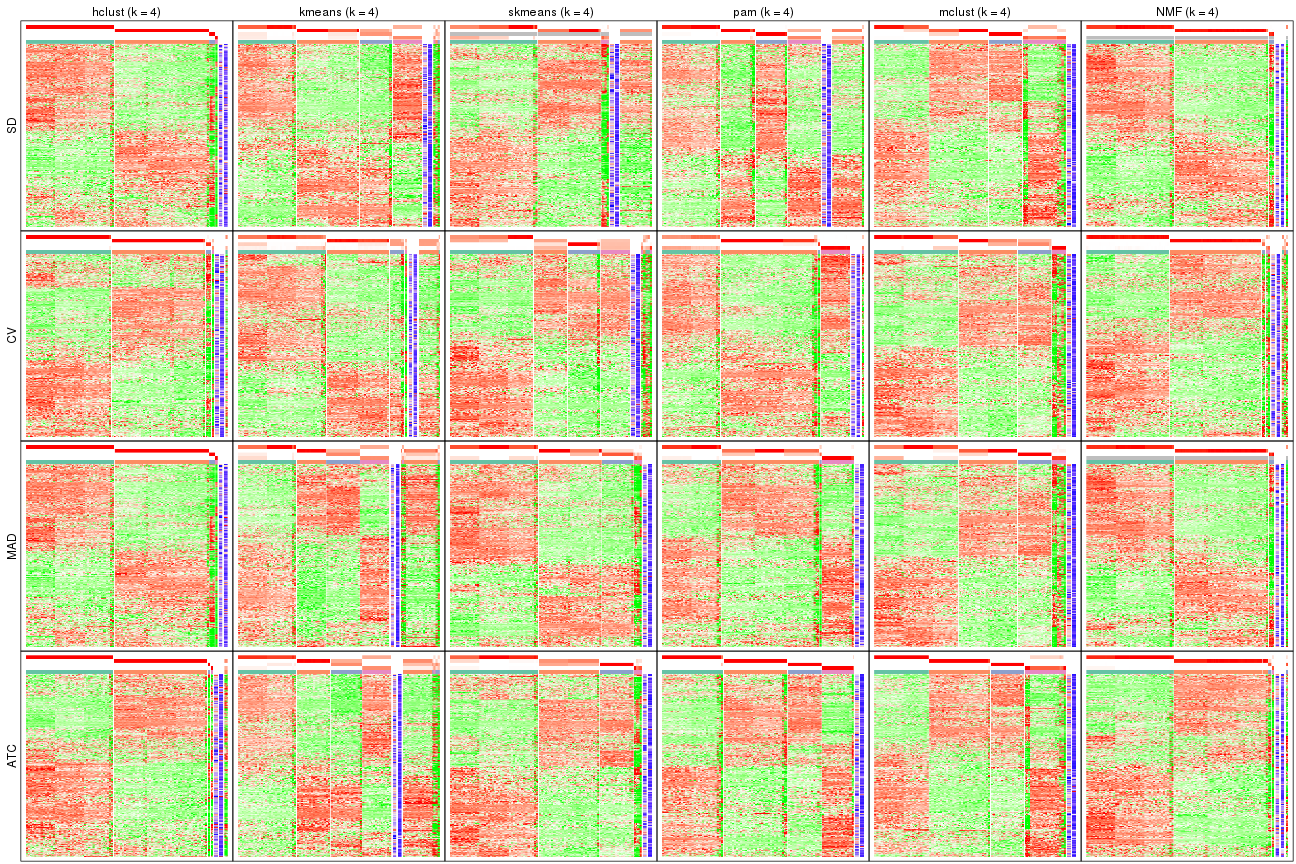 hclust (k = 4)
kmeans (k = 4)
skmeans (k = 4)
pam (k = 4)
mclust (k = 4)
NMF (k = 4)
SD
CV
MAD
ATC